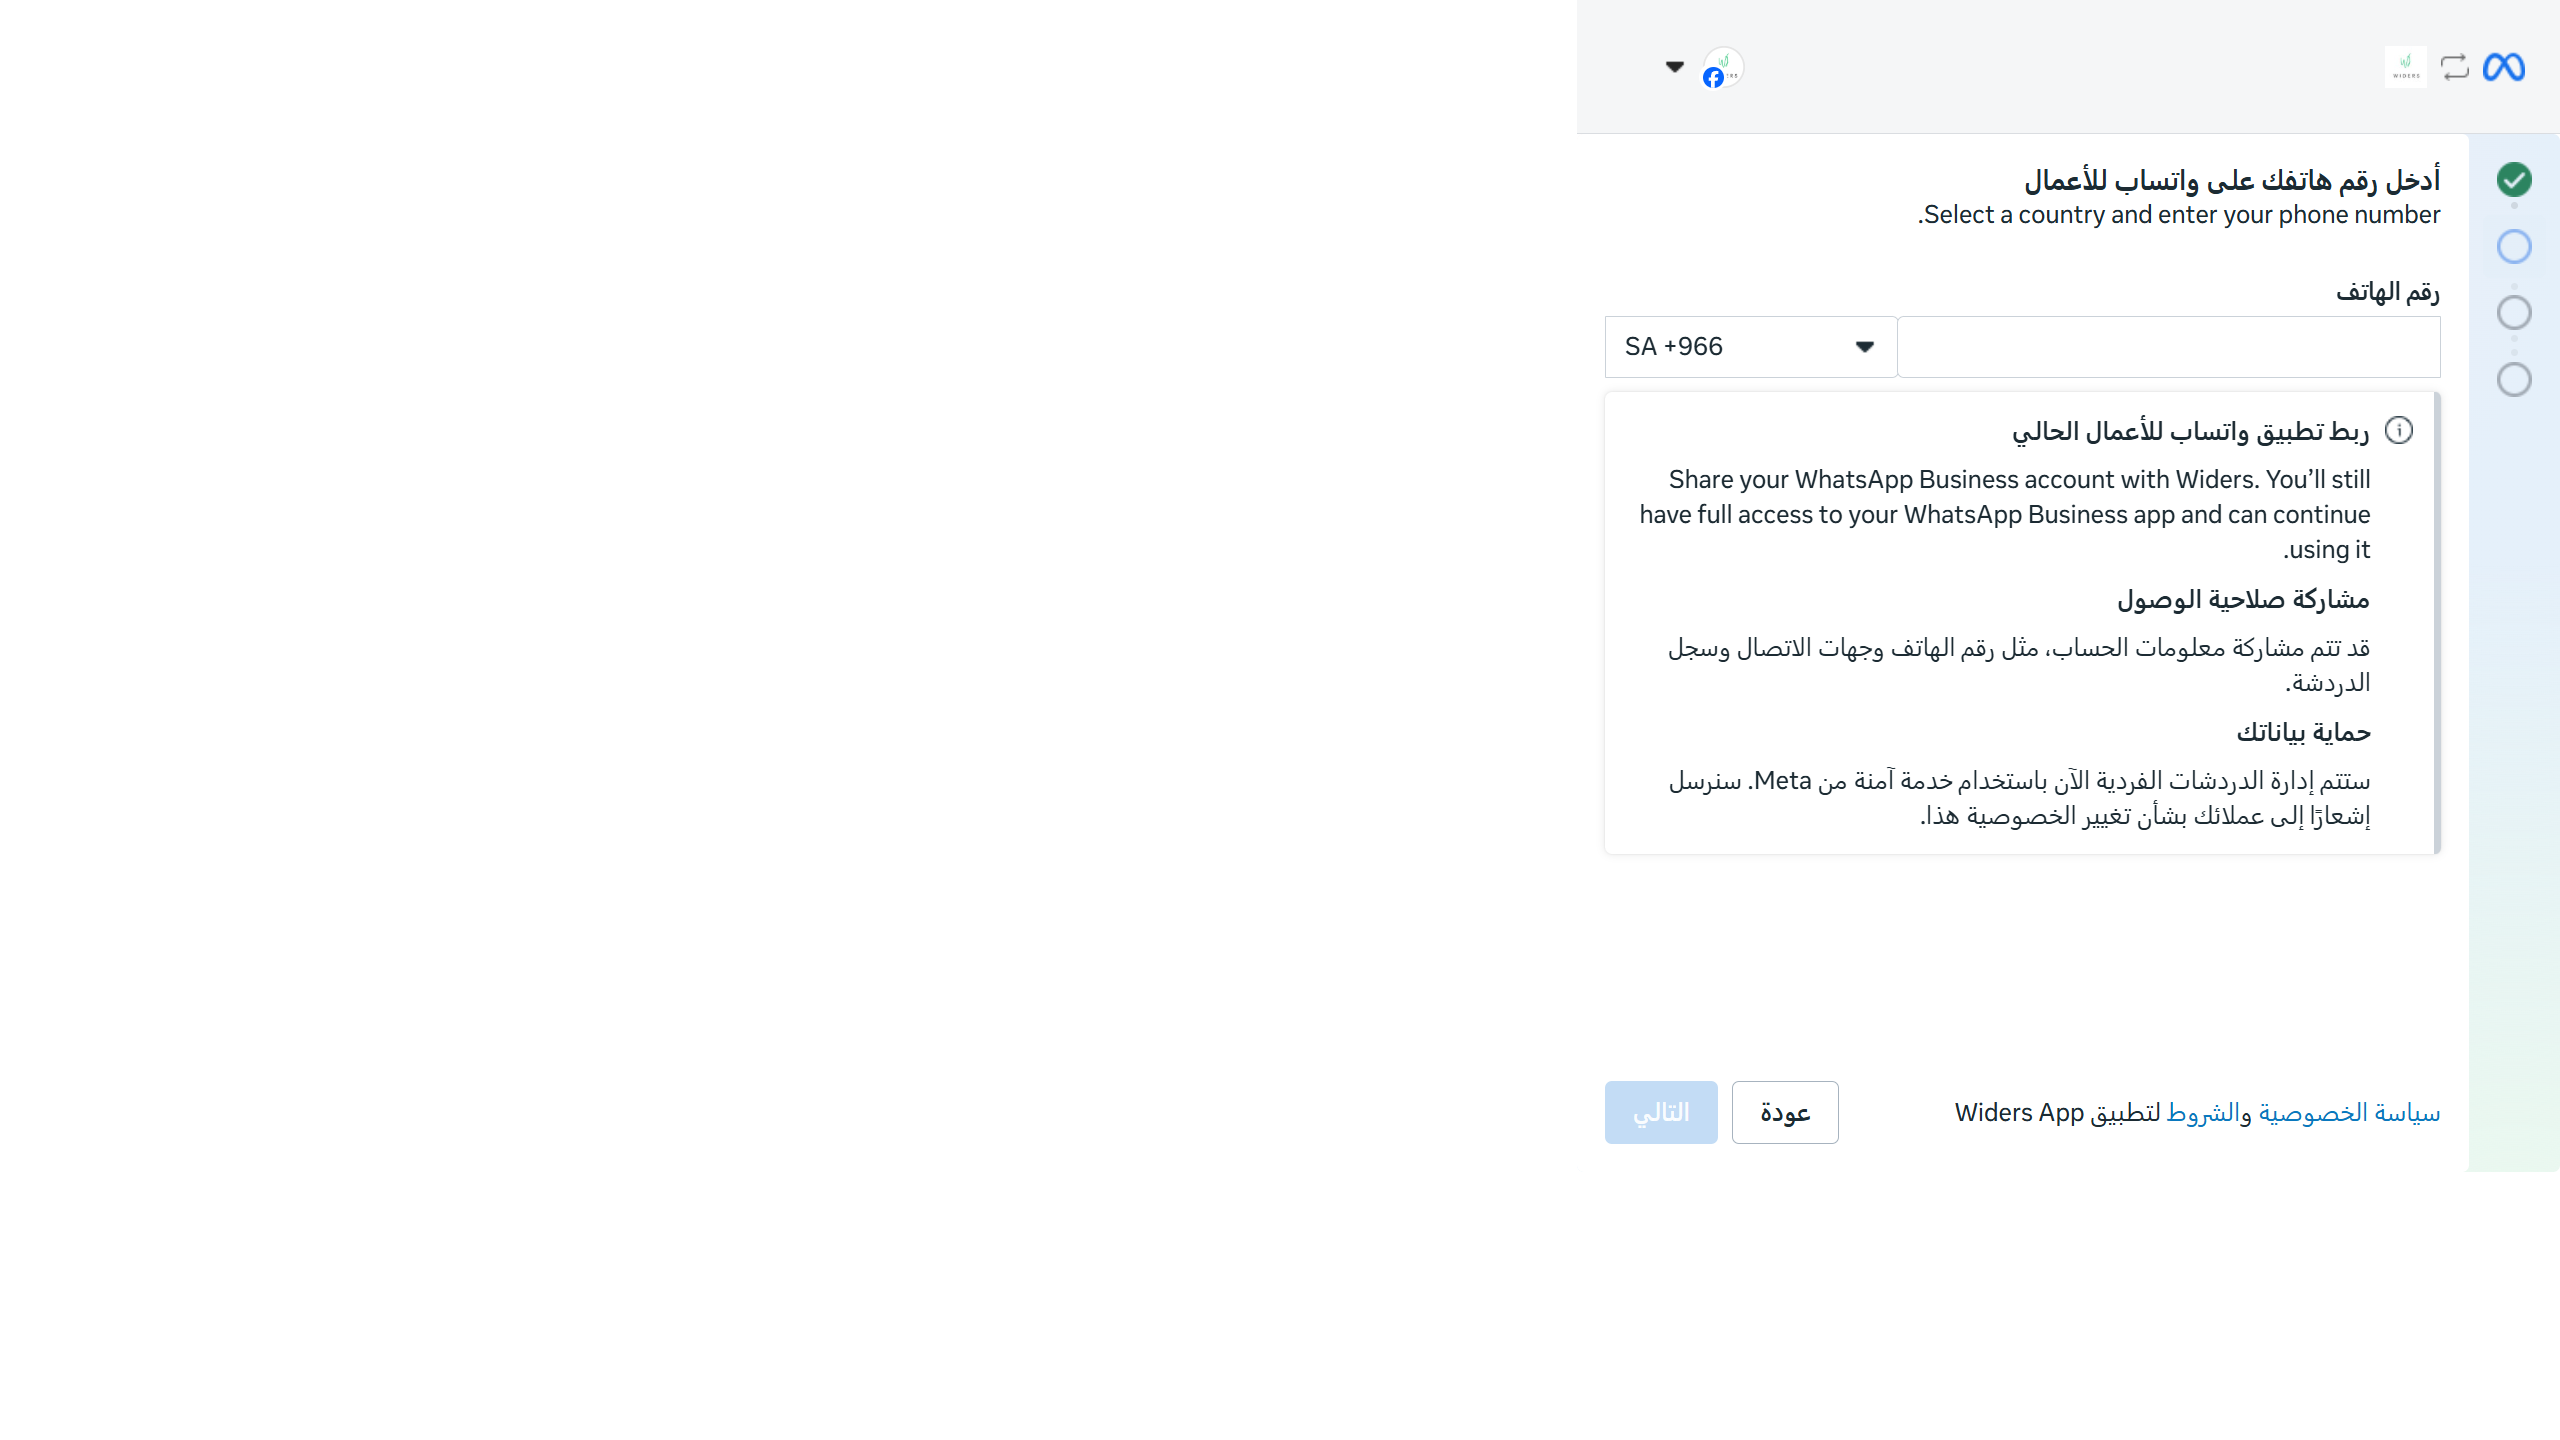 WIDERS
أدخل رقم هاتفك على واتساب للأعمال
Select a country and enter your phone number.
رقم الهاتف
SA +966
ربط تطبيق واتساب للأعمال الحالي
Share your WhatsApp Business account with Widers. You’ll still
have full access to your WhatsApp Business app and can continue
using it.
مشاركة صلاحية الوصول
قد تتم مشاركة معلومات الحساب، مثل رقم الهاتف وجهات الاتصال وسجل
الدردشة.
حماية بياناتك
ستتم إدارة الدردشات الفردية الآن باستخدام خدمة آمنة من Meta. سنرسل
إشعارًا إلى عملائك بشأن تغيير الخصوصية هذا.
سياسة الخصوصية والشروط لتطبيق Widers App
عودة
التالي